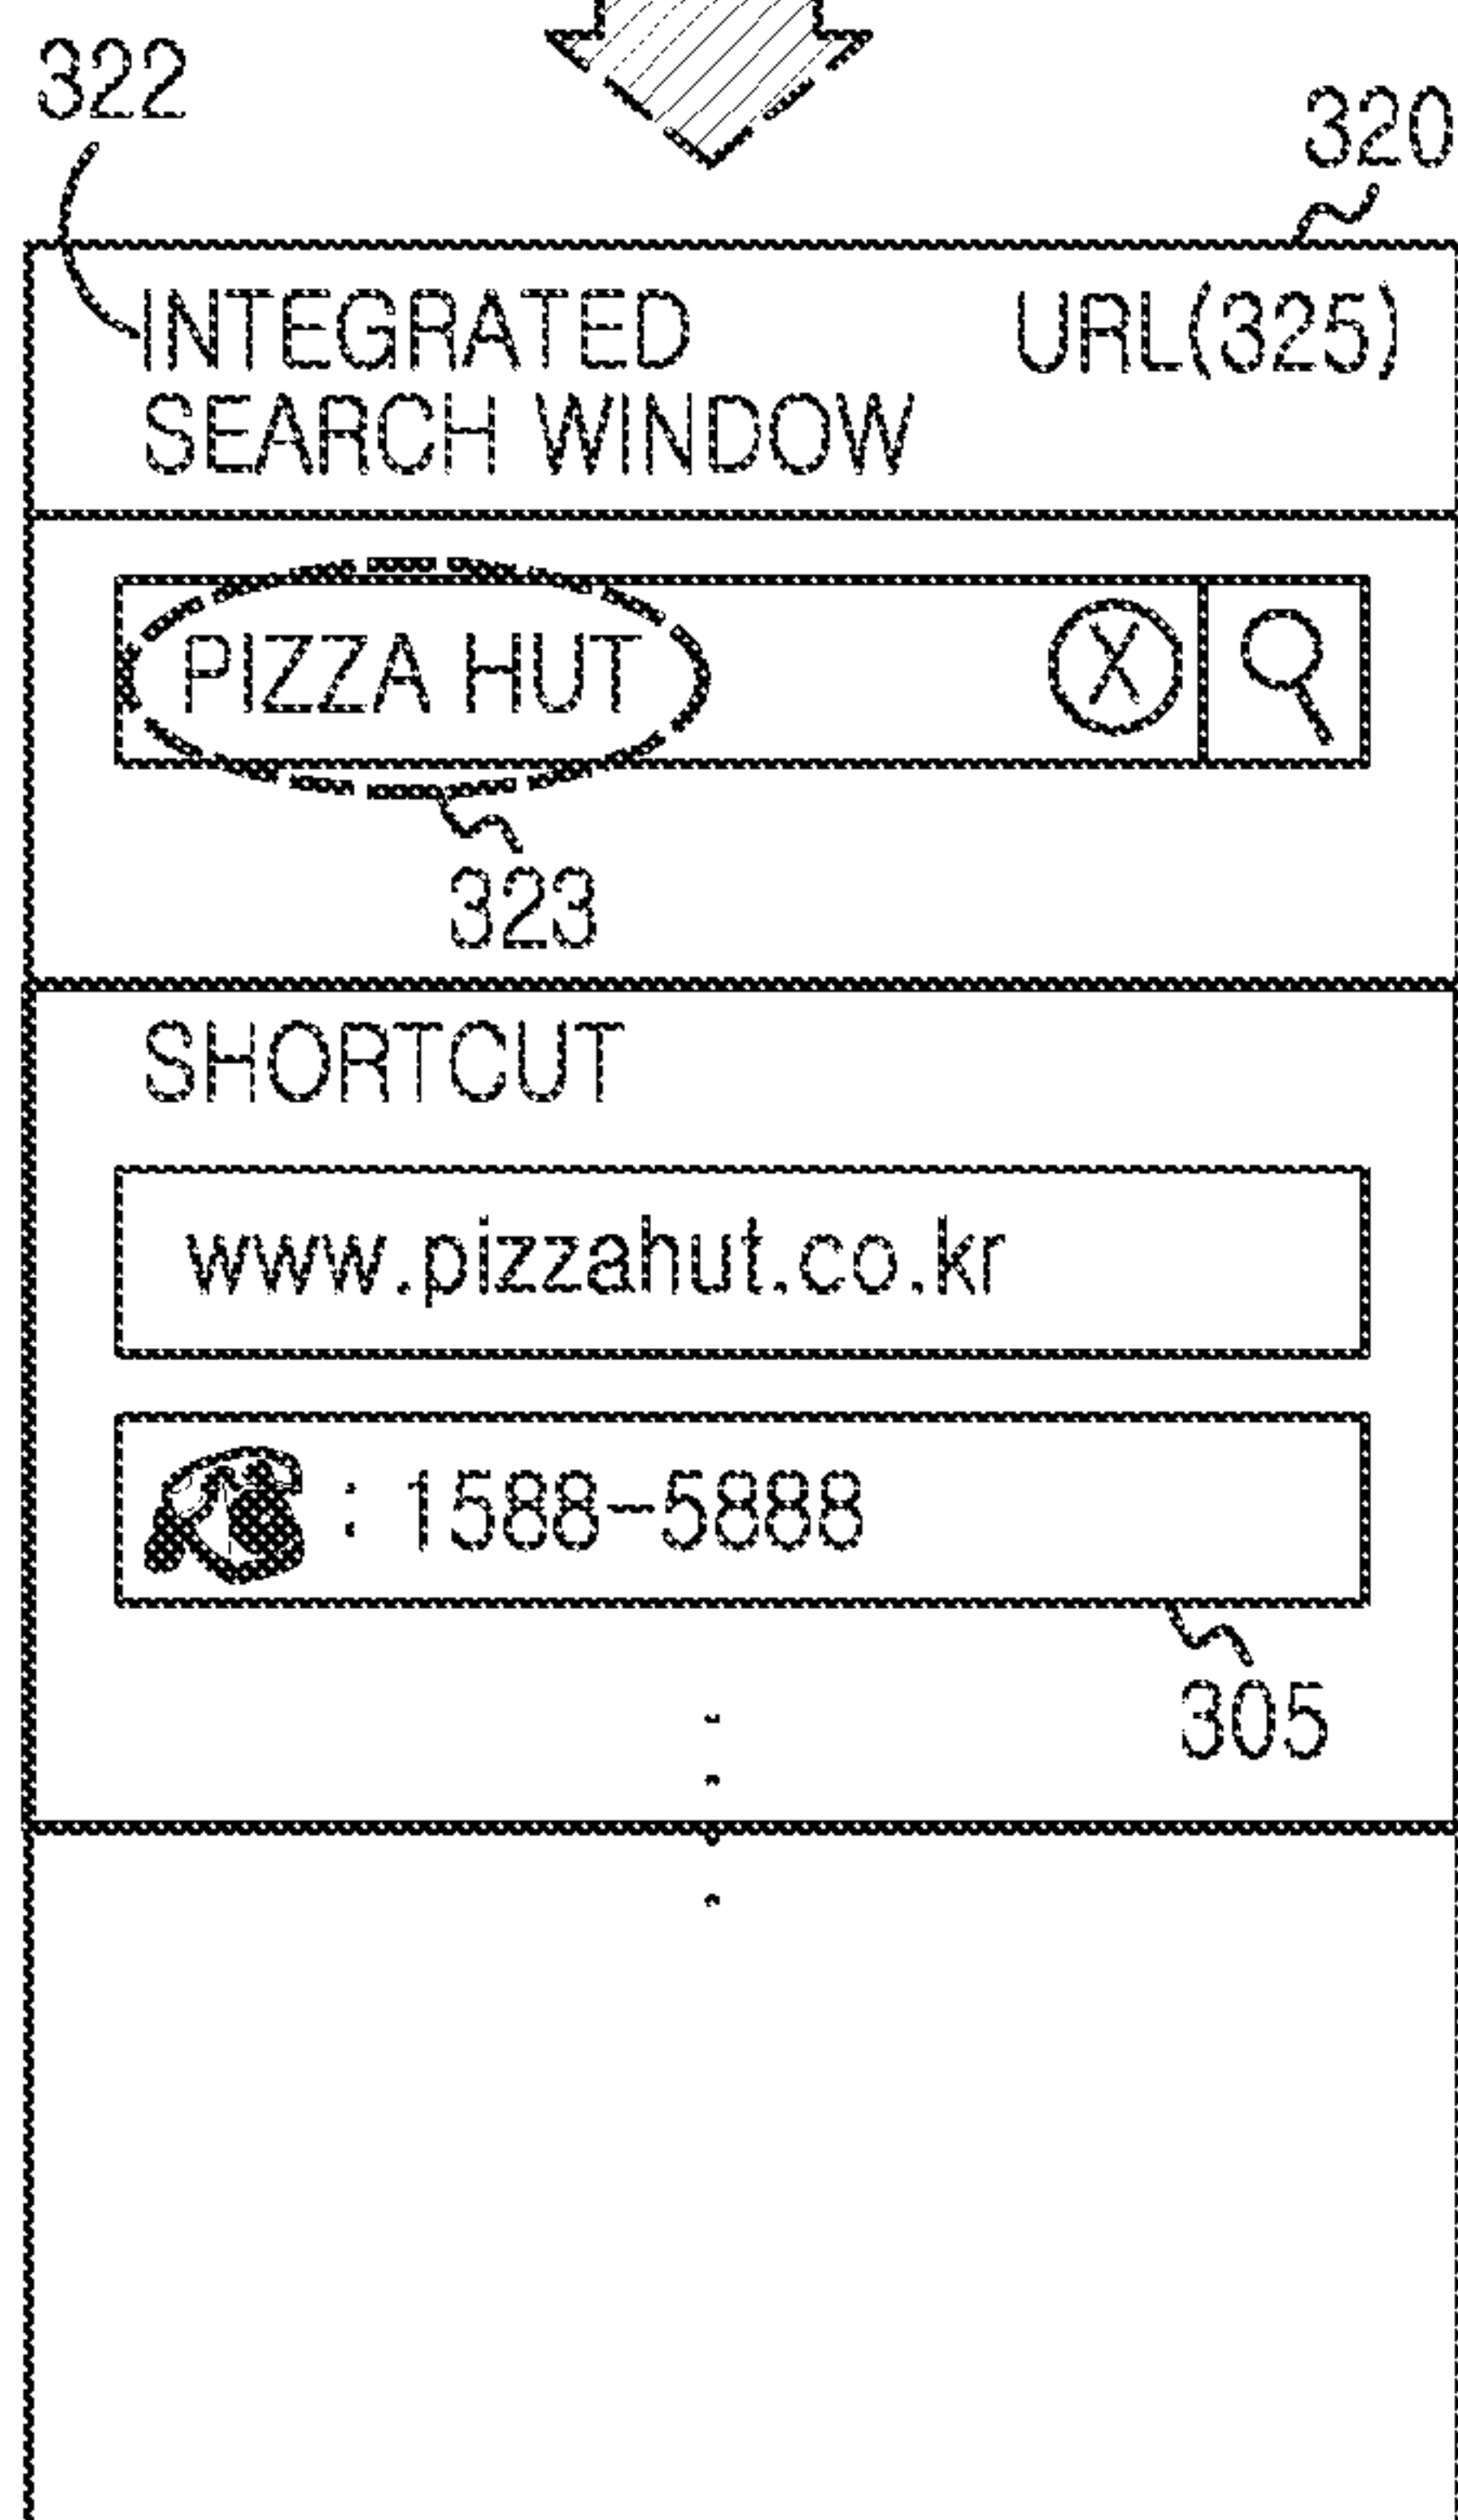 322
320
INTEGRATED URL(325)
SEARCH WINDOW
PIZZA HUT X
323
SHORTCUT
www.pizzahut.co.kr
: 1588-5888
305